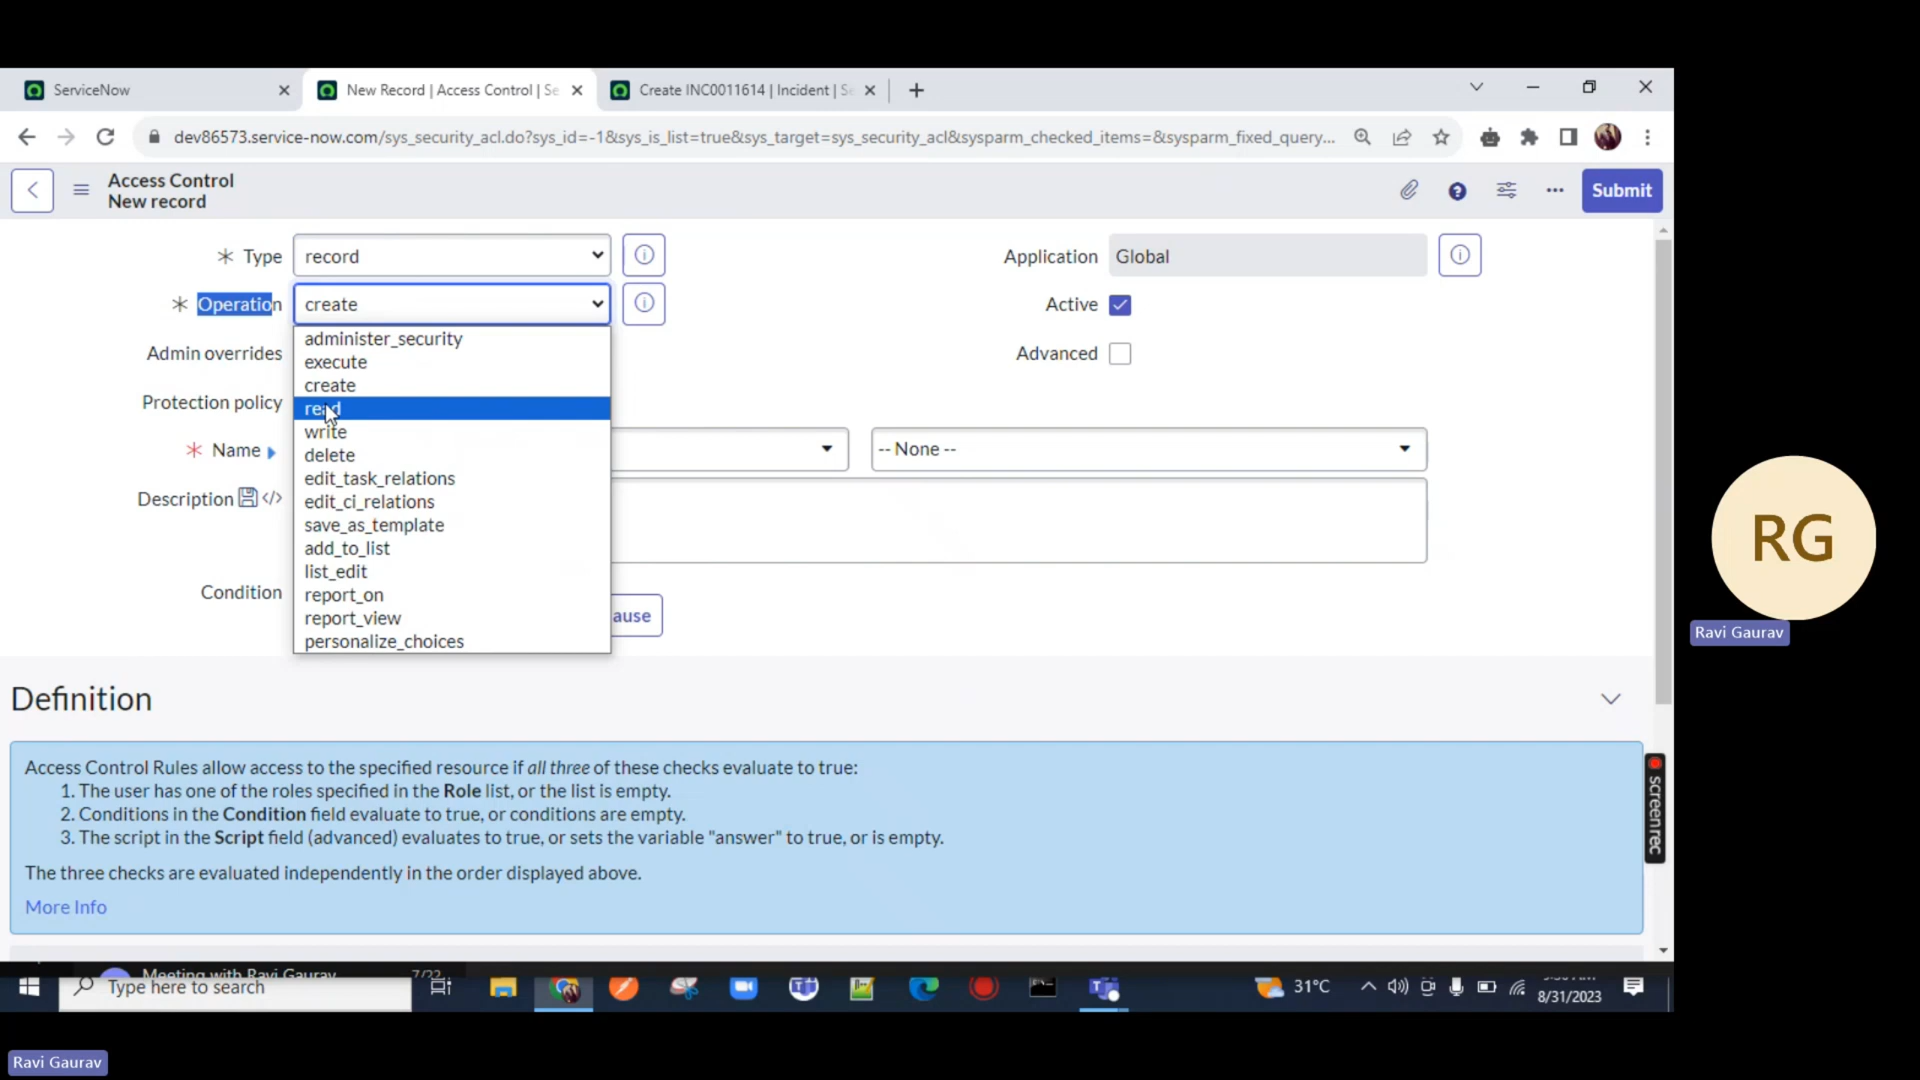 ServiceNow
New Record | Access Control | Se
Create INC0011614 | Incident | Se
dev86573.service-now.com/sys_security_acl.do?sys_id=-1&sys_is_list=true&sys_target=sys_security_acl&sysparm_checked_items=&sysparm_fixed_query...
Access Control
New record
Submit
* Type
record
Application
Global
* Operation
create
Active
administer_security
execute
create
read
write
delete
edit_task_relations
edit_ci_relations
save_as_template
add_to_list
list_edit
report_on
report_view
personalize_choices
Admin overrides
Advanced
Protection policy
* Name
-- None --
Description
</>
Condition
ause
RG
Ravi Gaurav
Definition
Access Control Rules allow access to the specified resource if all three of these checks evaluate to true:
1. The user has one of the roles specified in the Role list, or the list is empty.
2. Conditions in the Condition field evaluate to true, or conditions are empty.
3. The script in the Script field (advanced) evaluates to true, or sets the variable "answer" to true, or is empty.
The three checks are evaluated independently in the order displayed above.
More Info
screenrec
Meeting with Ravi Gaurav
7/22
Type here to search
31°C
8/31/2023
Ravi Gaurav